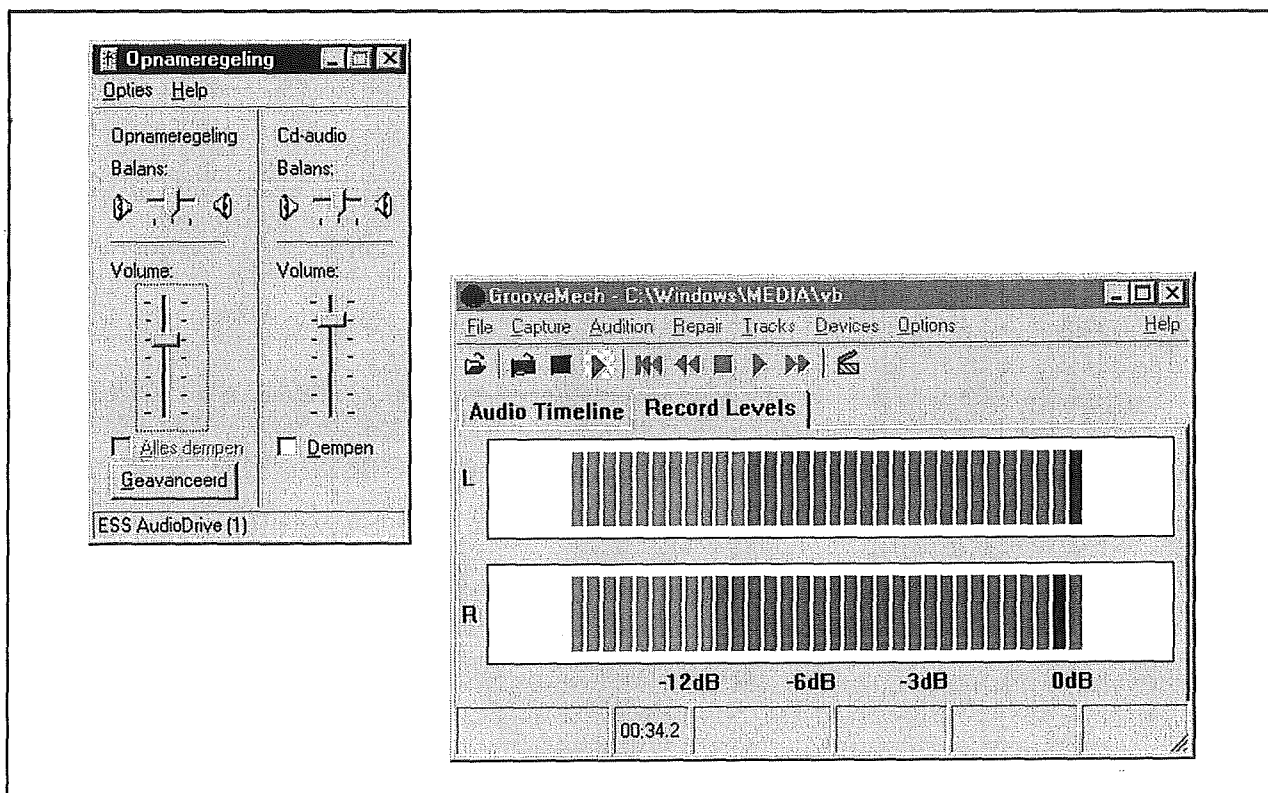 Opnameregeling
Opties Help
Opnameregeling Cd-audio
Balans: Balans:
Volume: Volume:
Alles dempen Dempen
Geavanceerd
ESS AudioDrive (1)
GrooveMech - C:\Windows\MEDIA\vb
File Capture Audition Repair Tracks Devices Options Help
Audio Timeline Record Levels
L
R
-12dB -6dB -3dB 0dB
00:34.2